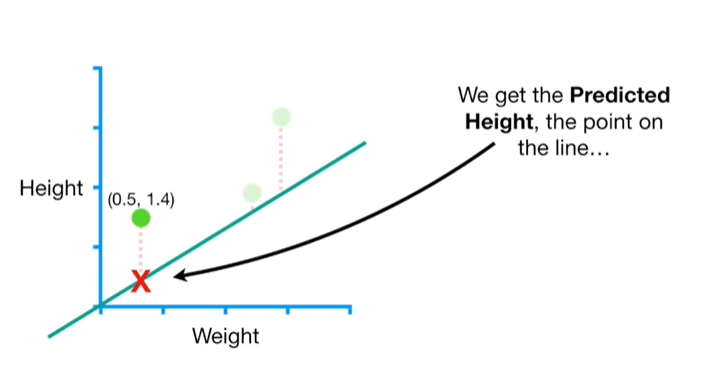 We get the Predicted
Height, the point on
the line...
Height
(0.5, 1.4)
X
Weight